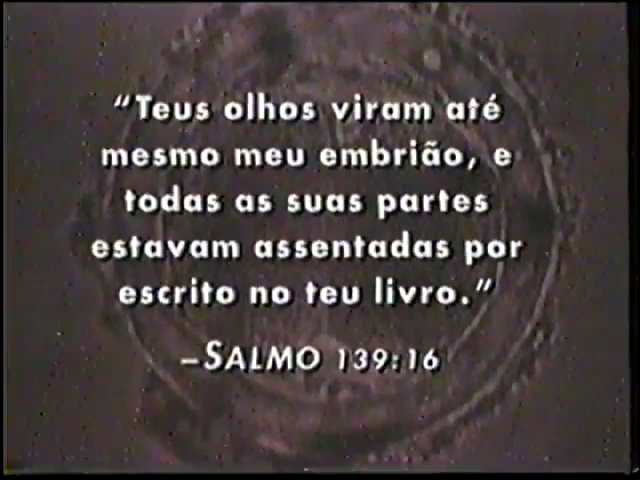 “Teus olhos viram até
mesmo meu embrião, e
todas as suas partes
estavam assentadas por
escrito no teu livro.”
–SALMO 139:16